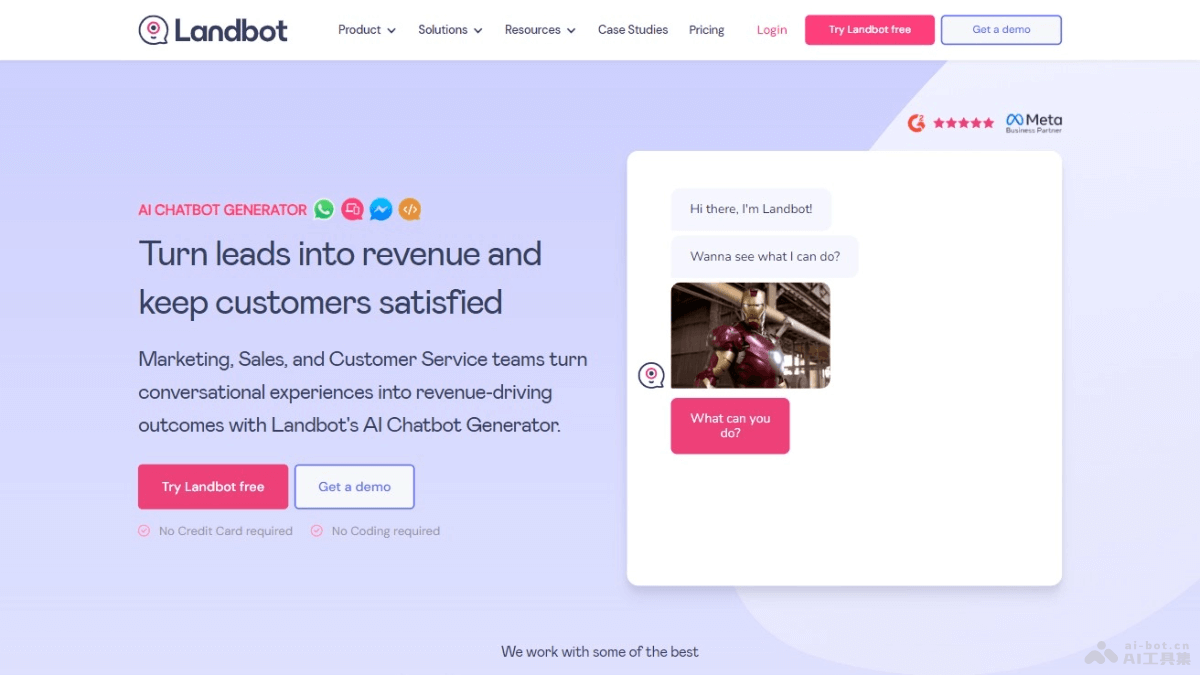 Landbot
Product Solutions Resources Case Studies Pricing Login Try Landbot free Get a demo
Meta
Business Partner
AI CHATBOT GENERATOR
Turn leads into revenue and
keep customers satisfied
Marketing, Sales, and Customer Service teams turn
conversational experiences into revenue-driving
outcomes with Landbot's AI Chatbot Generator.
Try Landbot free Get a demo
No Credit Card required No Coding required
Hi there, I'm Landbot!
Wanna see what I can do?
What can you
do?
We work with some of the best
ai-bot.cn
AI工具集